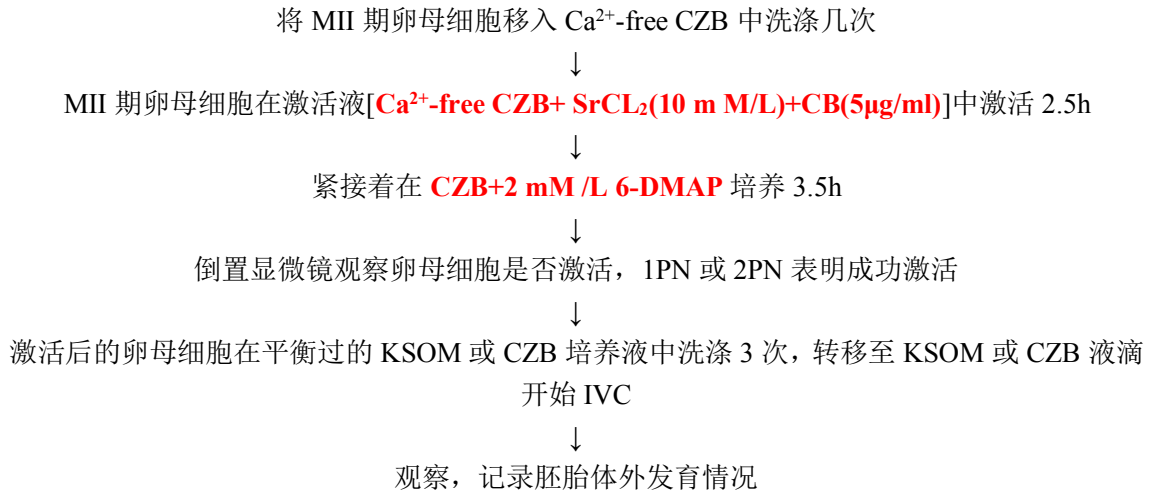 将 MII 期卵母细胞移入 Ca²⁺-free CZB 中洗涤几次
↓
MII 期卵母细胞在激活液[Ca²⁺-free CZB+ SrCL₂(10 m M/L)+CB(5μg/ml)]中激活 2.5h
↓
紧接着在 CZB+2 mM /L 6-DMAP 培养 3.5h
↓
倒置显微镜观察卵母细胞是否激活，1PN 或 2PN 表明成功激活
↓
激活后的卵母细胞在平衡过的 KSOM 或 CZB 培养液中洗涤 3 次，转移至 KSOM 或 CZB 液滴
开始 IVC
↓
观察，记录胚胎体外发育情况